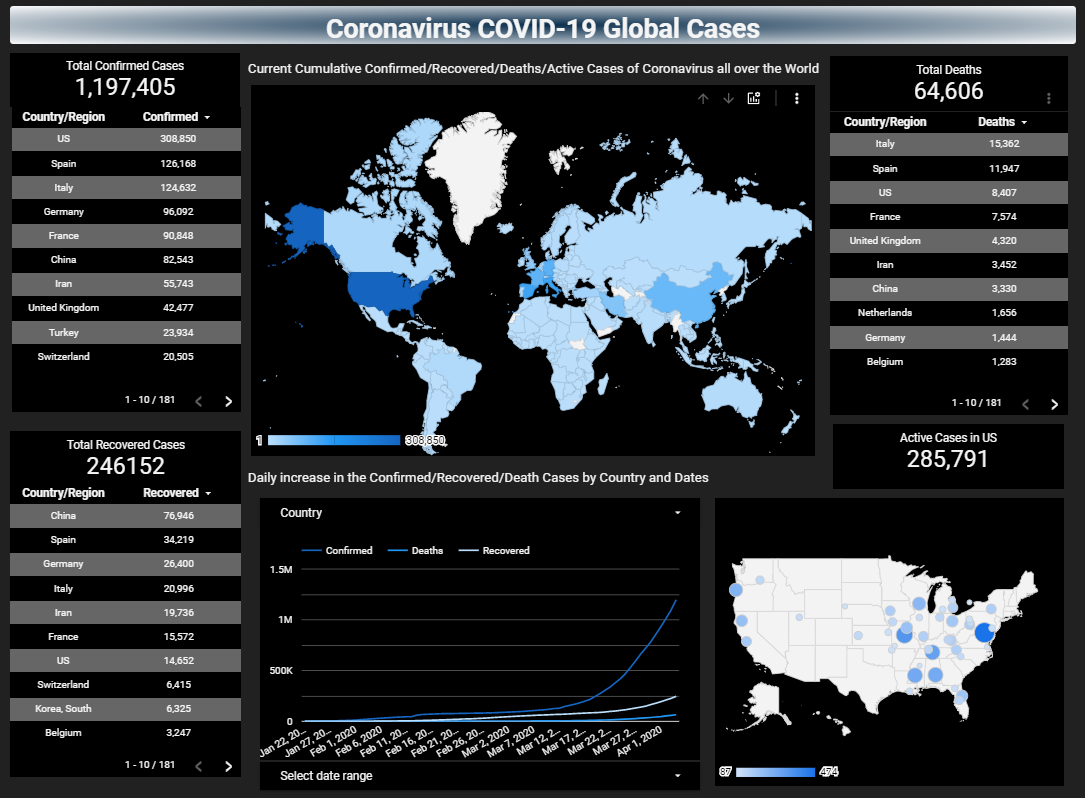 Coronavirus COVID-19 Global Cases
Total Confirmed Cases
1,197,405
Country/Region Confirmed
US 308,850
Spain 126,168
Italy 124,632
Germany 96,092
France 90,848
China 82,543
Iran 55,743
United Kingdom 42,477
Turkey 23,934
Switzerland 20,505
1 - 10 / 181
Current Cumulative Confirmed/Recovered/Deaths/Active Cases of Coronavirus all over the World
1 308,850
Total Deaths
64,606
Country/Region Deaths
Italy 15,362
Spain 11,947
US 8,407
France 7,574
United Kingdom 4,320
Iran 3,452
China 3,330
Netherlands 1,656
Germany 1,444
Belgium 1,283
1 - 10 / 181
Total Recovered Cases
246152
Country/Region Recovered
China 76,946
Spain 34,219
Germany 26,400
Italy 20,996
Iran 19,736
France 15,572
US 14,652
Switzerland 6,415
Korea, South 6,325
Belgium 3,247
1 - 10 / 181
Active Cases in US
285,791
Daily increase in the Confirmed/Recovered/Death Cases by Country and Dates
Country
Confirmed Deaths Recovered
1.5M
1M
500K
0
Jan 22, 20... Jan 27, 20... Feb 1, 2020 Feb 6, 2020 Feb 11, 20... Feb 16, 20... Feb 21, 20... Feb 26, 20... Mar 2, 2020 Mar 7, 2020 Mar 12, 2... Mar 17, 2... Mar 22, 2... Mar 27, 2... Apr 1, 2020
Select date range
87 474